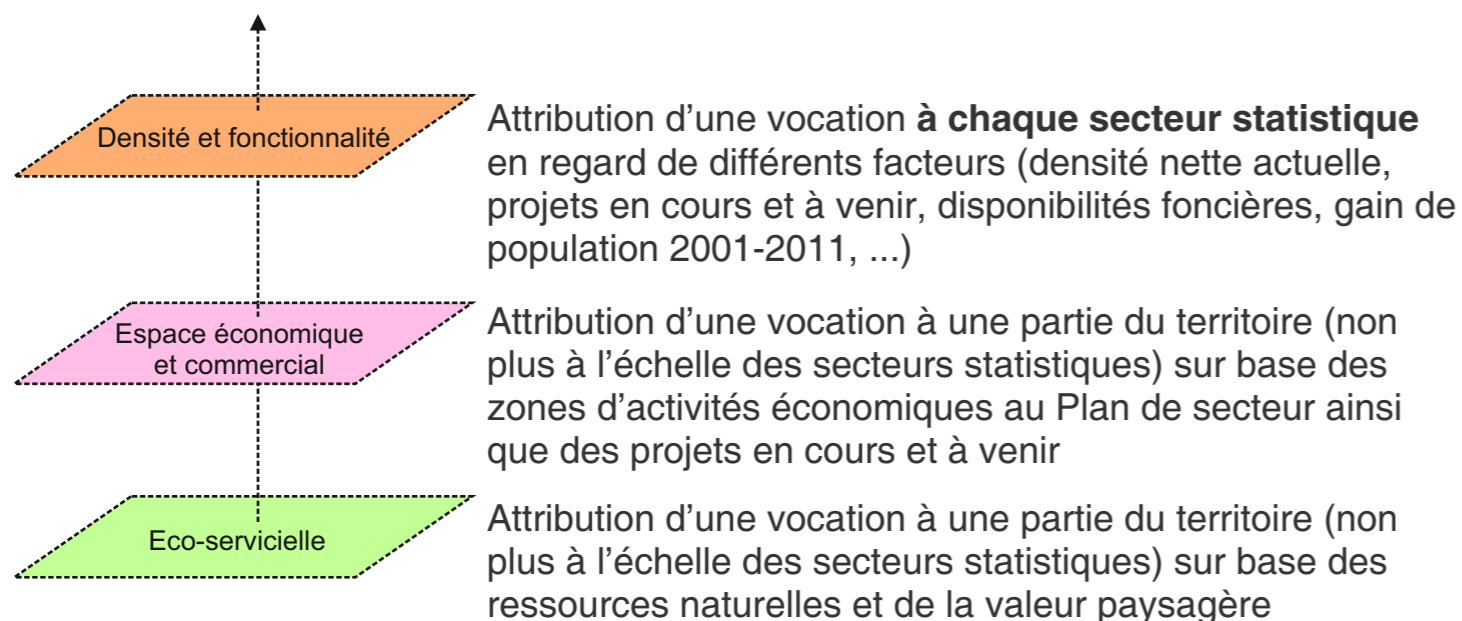 Densité et fonctionnalité
Attribution d’une vocation à chaque secteur statistique
en regard de différents facteurs (densité nette actuelle,
projets en cours et à venir, disponibilités foncières, gain de
population 2001-2011, ...)
Espace économique
et commercial
Attribution d’une vocation à une partie du territoire (non
plus à l’échelle des secteurs statistiques) sur base des
zones d’activités économiques au Plan de secteur ainsi
que des projets en cours et à venir
Eco-servicielle
Attribution d’une vocation à une partie du territoire (non
plus à l’échelle des secteurs statistiques) sur base des
ressources naturelles et de la valeur paysagère